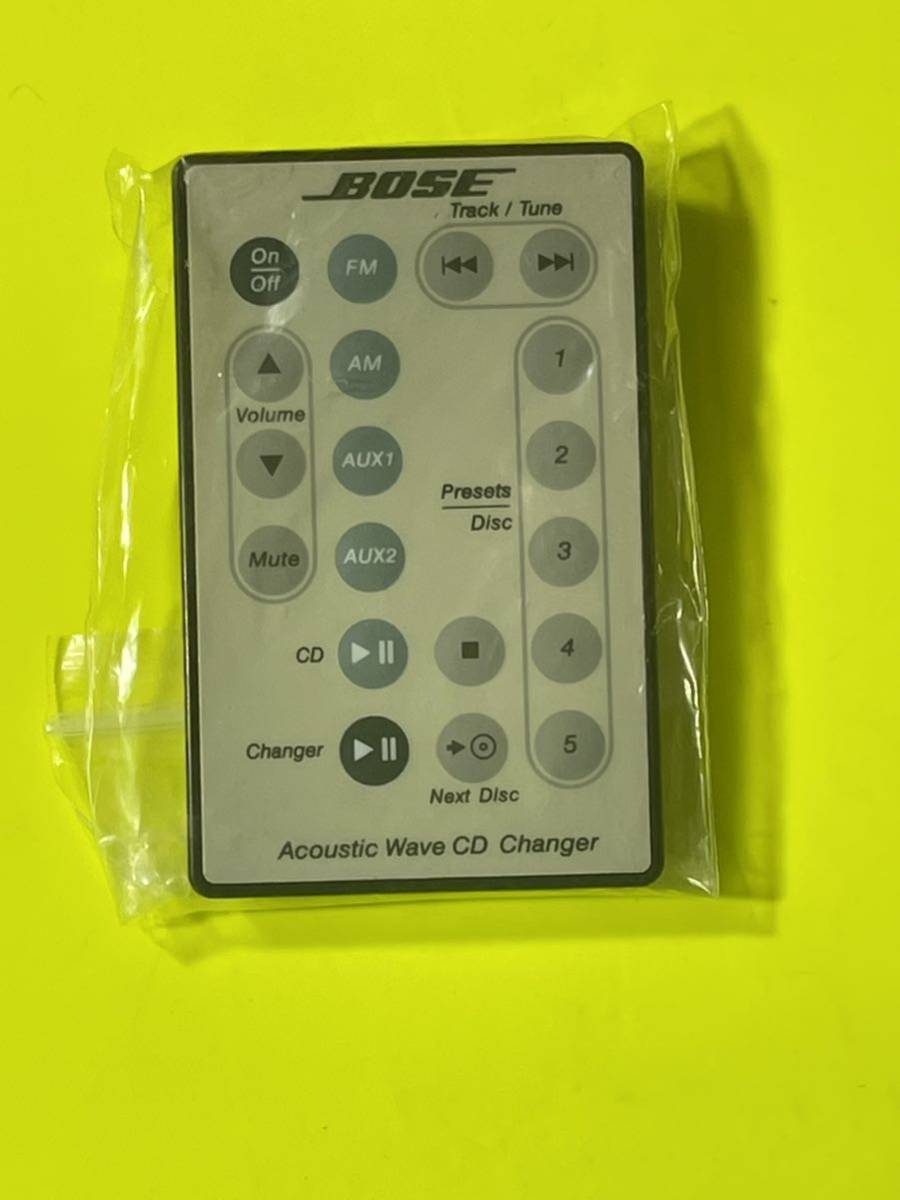 BOSE
Track / Tune
On
Off
FM
AM
1
Volume
AUX1
2
Presets
Disc
Mute
AUX2
3
CD
4
Changer
5
Next Disc
Acoustic Wave CD Changer